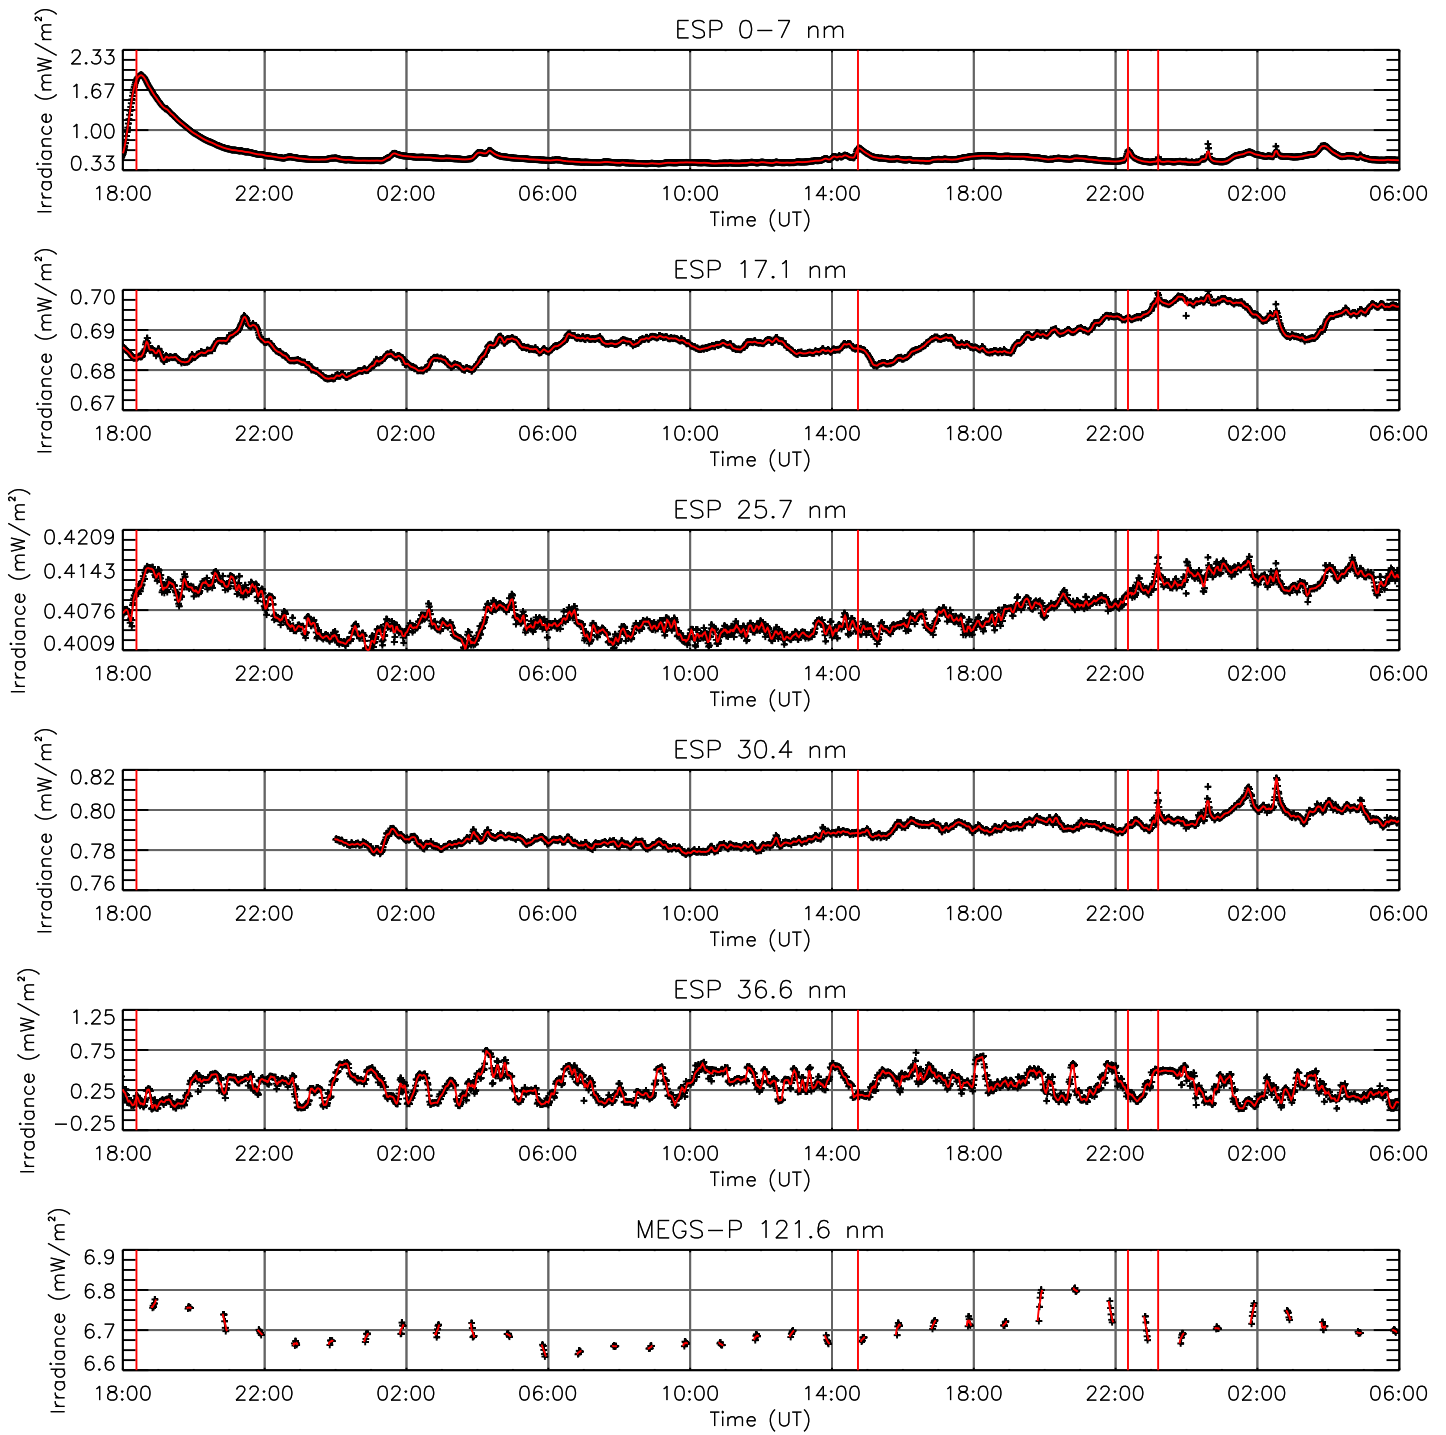 ESP 0-7 nm
Irradiance (mW/m²)
2.33
1.67
1.00
0.33
18:00 22:00 02:00 06:00 10:00 14:00 18:00 22:00 02:00 06:00
Time (UT)
ESP 17.1 nm
Irradiance (mW/m²)
0.70
0.69
0.68
0.67
18:00 22:00 02:00 06:00 10:00 14:00 18:00 22:00 02:00 06:00
Time (UT)
ESP 25.7 nm
Irradiance (mW/m²)
0.4209
0.4143
0.4076
0.4009
18:00 22:00 02:00 06:00 10:00 14:00 18:00 22:00 02:00 06:00
Time (UT)
ESP 30.4 nm
Irradiance (mW/m²)
0.82
0.80
0.78
0.76
18:00 22:00 02:00 06:00 10:00 14:00 18:00 22:00 02:00 06:00
Time (UT)
ESP 36.6 nm
Irradiance (mW/m²)
1.25
0.75
0.25
-0.25
18:00 22:00 02:00 06:00 10:00 14:00 18:00 22:00 02:00 06:00
Time (UT)
MEGS-P 121.6 nm
Irradiance (mW/m²)
6.9
6.8
6.7
6.6
18:00 22:00 02:00 06:00 10:00 14:00 18:00 22:00 02:00 06:00
Time (UT)